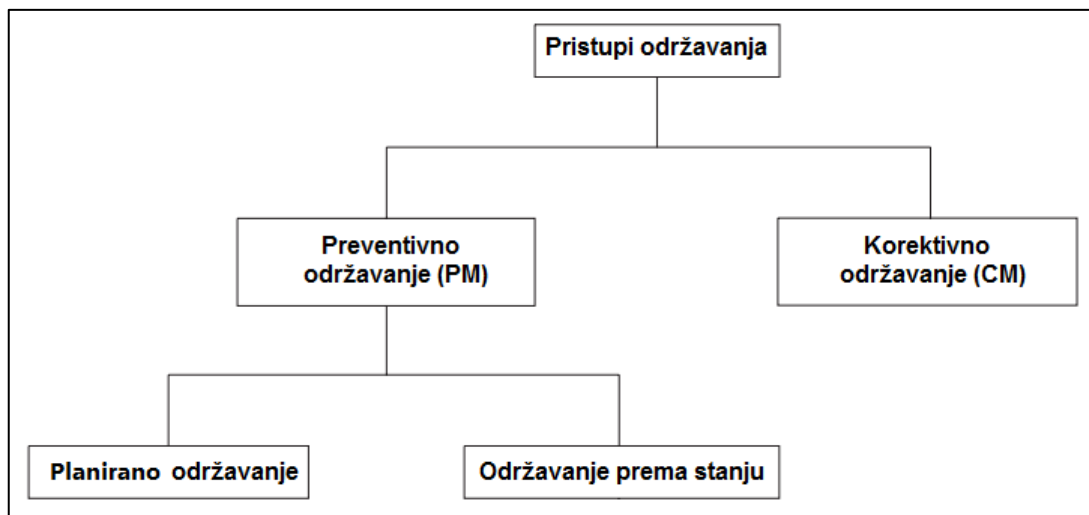 Pristupi održavanja
Preventivno
održavanje (PM)
Korektivno
održavanje (CM)
Planirano održavanje
Održavanje prema stanju